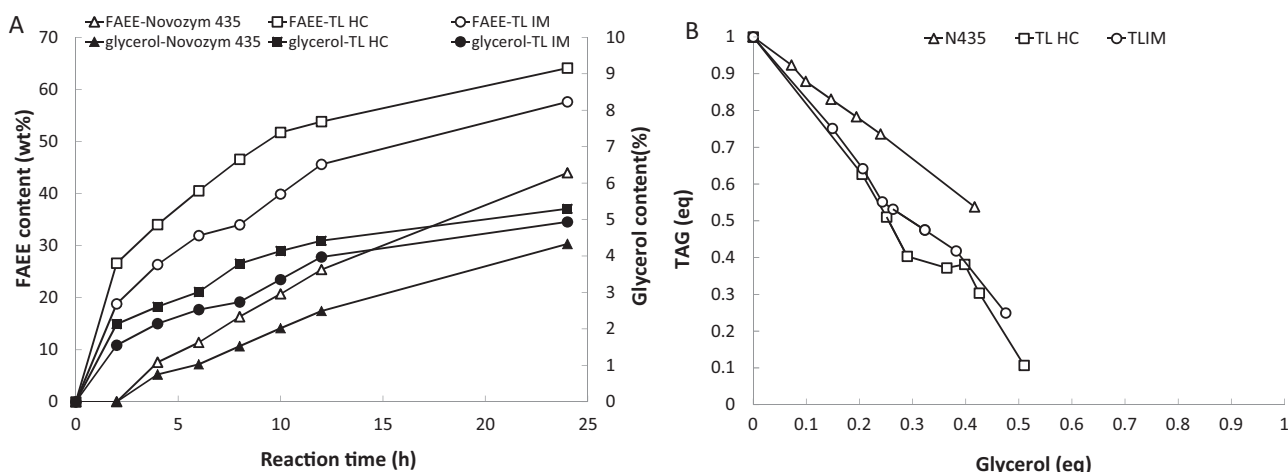 A
FAEE-Novozym 435 FAEE-TL HC FAEE-TL IM
glycerol-Novozym 435 glycerol-TL HC glycerol-TL IM
70
60
50
40
30
20
10
0
FAEE content (wt%)
10
9
8
7
6
5
4
3
2
1
0
Glycerol content(%)
0 5 10 15 20 25
Reaction time (h)
B
N435 TL HC TLIM
1
0.9
0.8
0.7
0.6
0.5
0.4
0.3
0.2
0.1
0
TAG (eq)
0 0.1 0.2 0.3 0.4 0.5 0.6 0.7 0.8 0.9 1
Glycerol (eq)